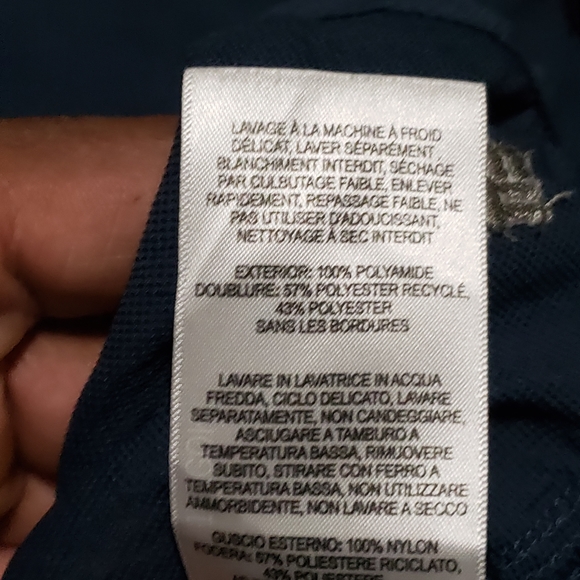 LAVAGE À LA MACHINE À FROID
DÉLICAT, LAVER SÉPARÉMENT
BLANCHIMENT INTERDIT, SÉCHAGE
PAR CULBUTAGE FAIBLE, ENLEVER
RAPIDEMENT, REPASSAGE FAIBLE, NE
PAS UTILISER D'ADOUCISSANT,
NETTOYAGE À SEC INTERDIT
EXTERIOR: 100% POLYAMIDE
DOUBLURE: 57% POLYESTER RECYCLÉ,
43% POLYESTER
SANS LES BORDURES
LAVARE IN LAVATRICE IN ACQUA
FREDDA, CICLO DELICATO, LAVARE
SEPARATAMENTE, NON CANDEGGIARE,
ASCIUGARE A TAMBURO A
TEMPERATURA BASSA, RIMUOVERE
SUBITO, STIRARE CON FERRO A
TEMPERATURA BASSA, NON UTILIZZARE
AMMORBIDENTE, NON LAVARE A SECCO
GUSCIO ESTERNO: 100% NYLON
FODERA: 57% POLIESTERE RICICLATO,
43% POLIESTERE